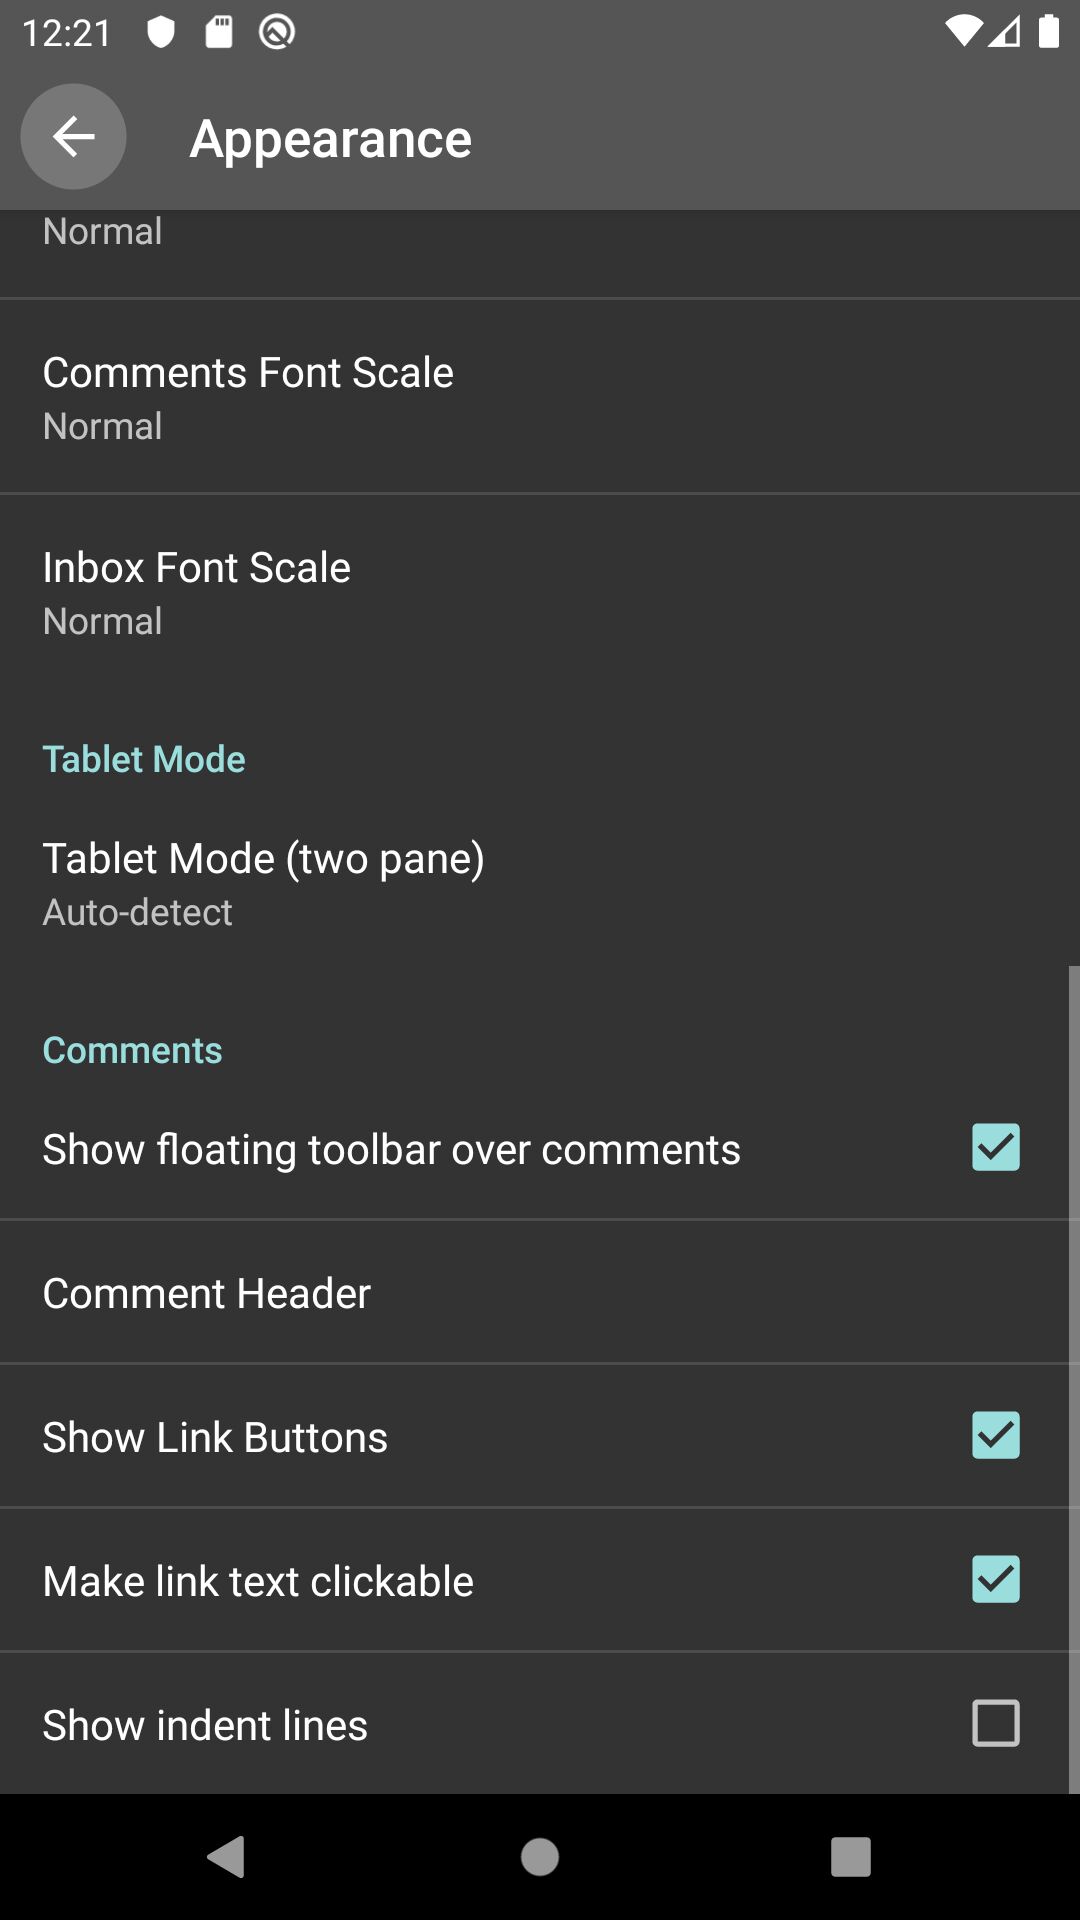 12:21
Appearance
Normal
Comments Font Scale
Normal
Inbox Font Scale
Normal
Tablet Mode
Tablet Mode (two pane)
Auto-detect
Comments
Show floating toolbar over comments
Comment Header
Show Link Buttons
Make link text clickable
Show indent lines